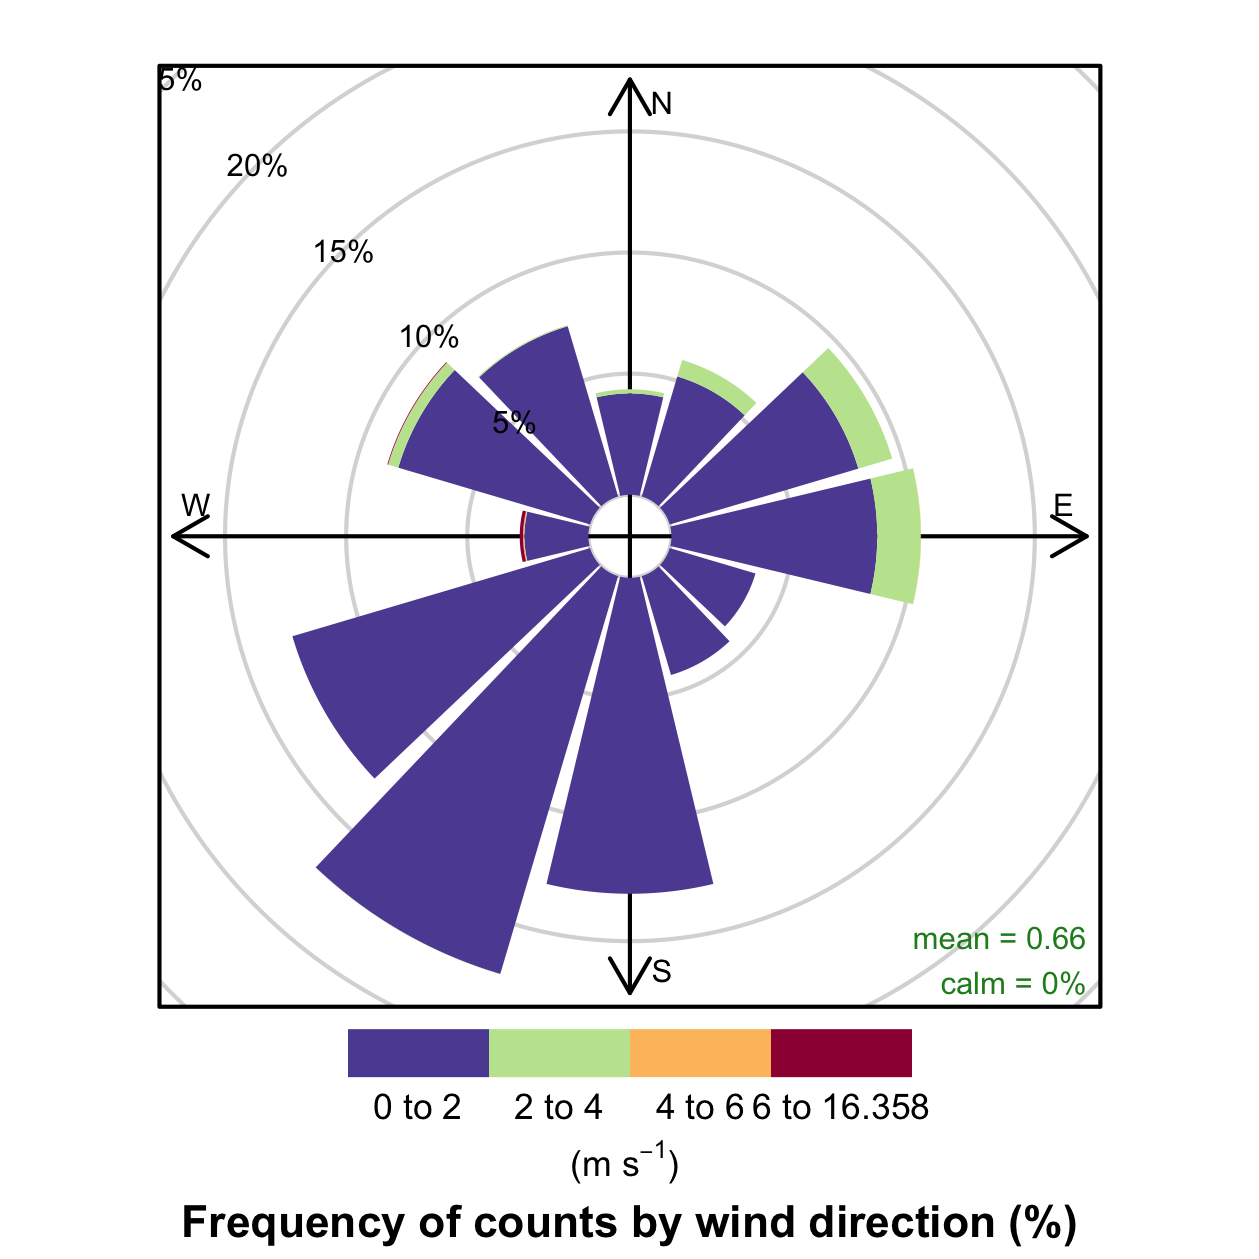 5%
N
20%
15%
10%
5%
W
E
mean = 0.66
S
calm = 0%
0 to 2
2 to 4
4 to 6
6 to 16.358
(m s⁻¹)
Frequency of counts by wind direction (%)